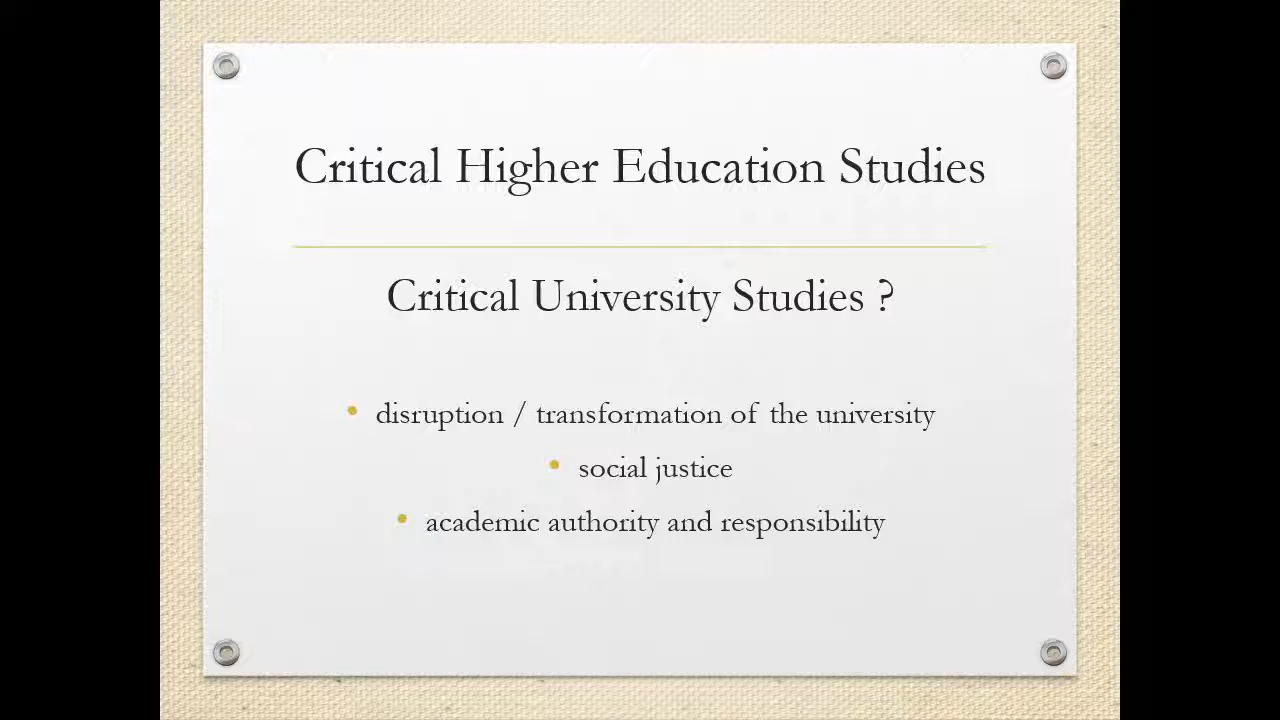 Critical Higher Education Studies
Critical University Studies ?
• disruption / transformation of the university
• social justice
• academic authority and responsibility